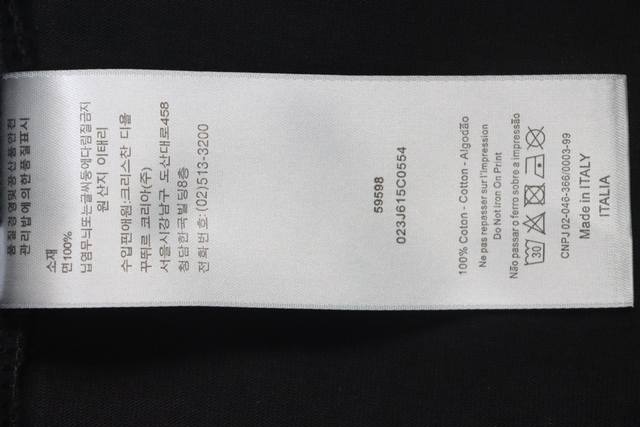 품질경영및공산품안전
관리법에의한품질표시
소재
면100%
납염무늬또는글씨등에다림질금지
원산지 이태리
수입판매원:크리스챤 디올
꾸뛰르 코리아(주)
서울시강남구 도산대로458
청담한국빌딩8층
전화번호:(02)513-3200
59598
023J615C0554
100% Coton - Cotton - Algodão
Ne pas repasser sur l'impression
Do Not Iron On Print
Não passar o ferro sobre a impressão
30
CNPJ 02-046-366/0003-99
Made in ITALY
ITALIA